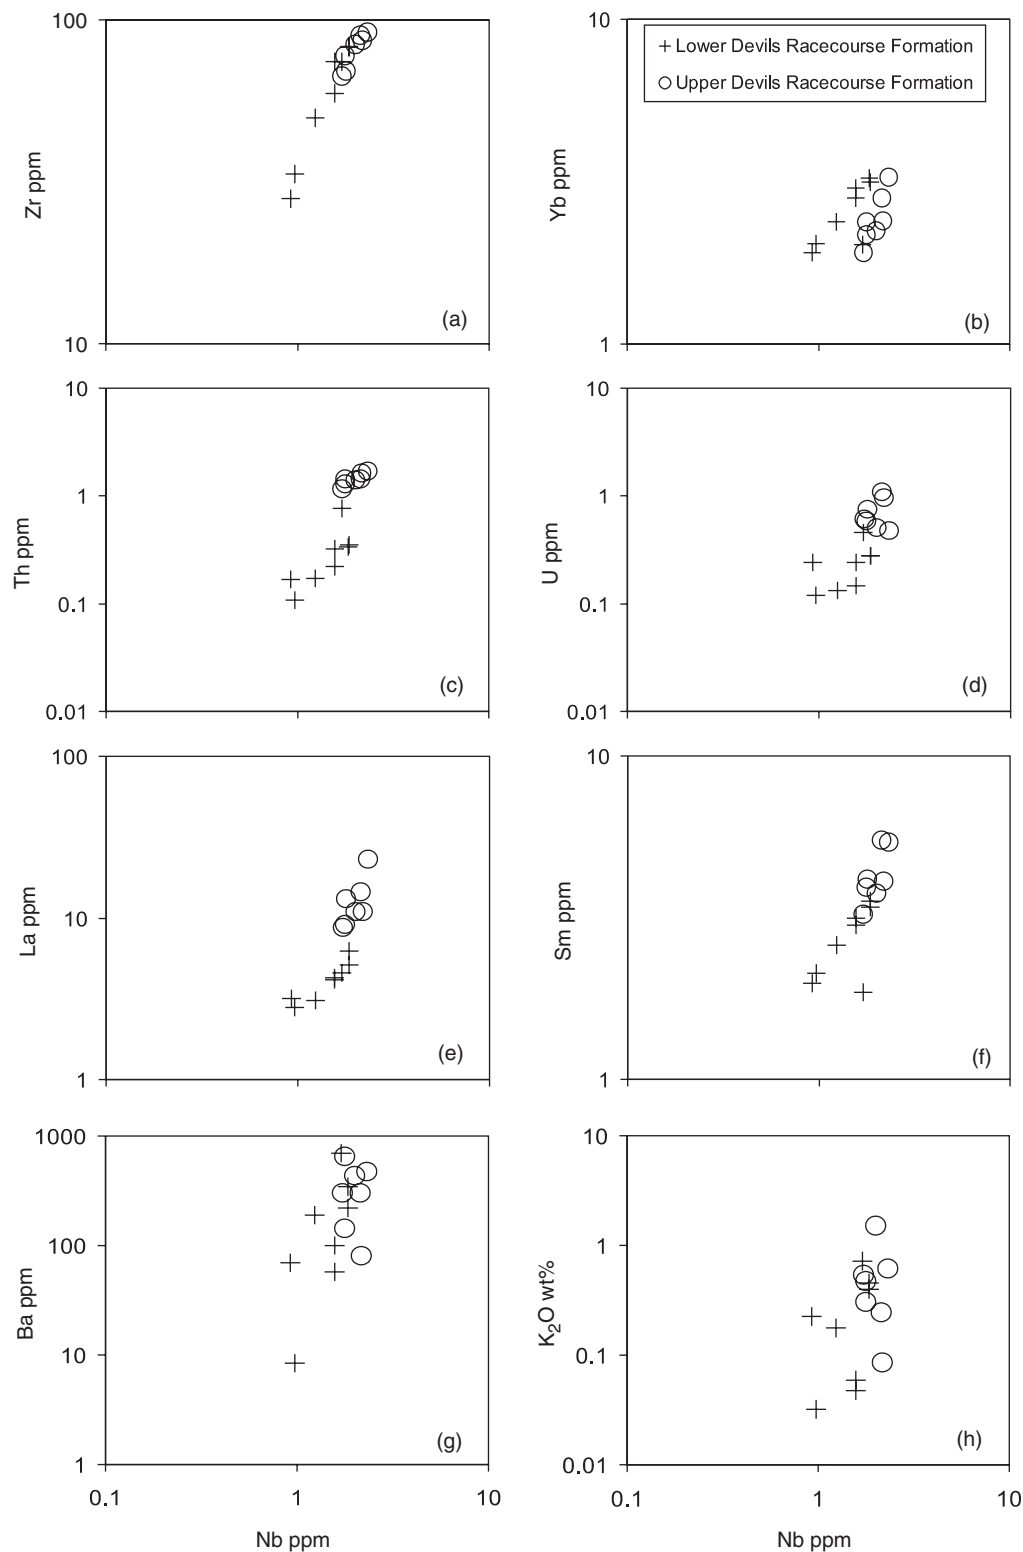 100
Zr ppm
10
(a)
10
+ Lower Devils Racecourse Formation
○ Upper Devils Racecourse Formation
Yb ppm
1
(b)
10
1
Th ppm
0.1
0.01
(c)
10
1
U ppm
0.1
0.01
(d)
100
La ppm
10
1
(e)
10
Sm ppm
1
(f)
1000
100
Ba ppm
10
1
(g)
0.1 1 10
Nb ppm
10
1
K₂O wt%
0.1
0.01
(h)
0.1 1 10
Nb ppm